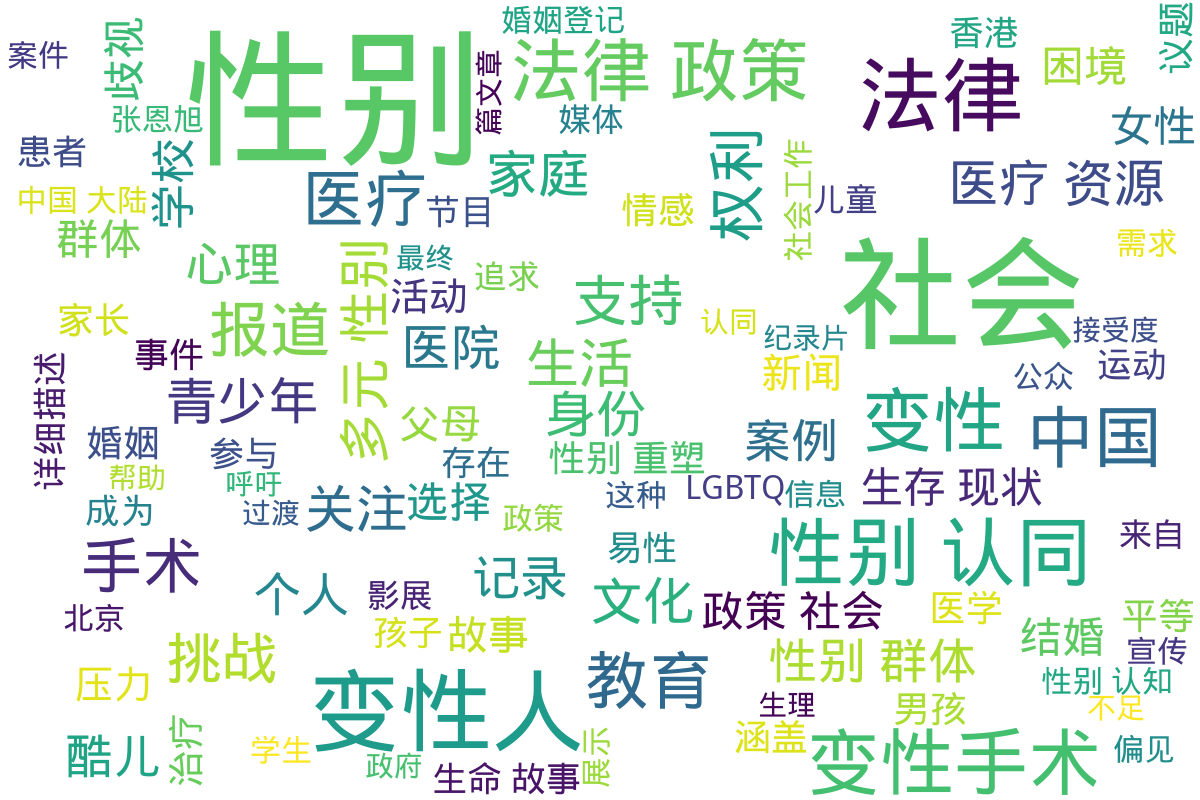 案件
歧视
婚姻登记
香港
议题
性别
篇文章
法律 政策
法律
困境
张恩旭
媒体
女性
患者
学校
医疗
家庭
权利
社会工作
医疗 资源
中国 大陆
节目
情感
儿童
群体
需求
心理
多元 性别
最终
追求
社会
活动
支持
家长
报道
认同
纪录片
接受度
事件
医院
生活
新闻
公众
运动
详细描述
青少年
父母
身份
变性
中国
婚姻
参与
存在
性别 重塑
案例
帮助
呼吁
这种
LGBTQ
信息
生存 现状
成为
过渡
关注
选择
政策
性别 认同
来自
手术
易性
个人
影展
记录
文化
政策 社会
医学
平等
北京
孩子
故事
结婚
宣传
挑战
变性人
教育
性别 群体
性别 认知
压力
生理
男孩
不足
酷儿
治疗
学生
政府
生命 故事
展示
涵盖
变性手术
偏见